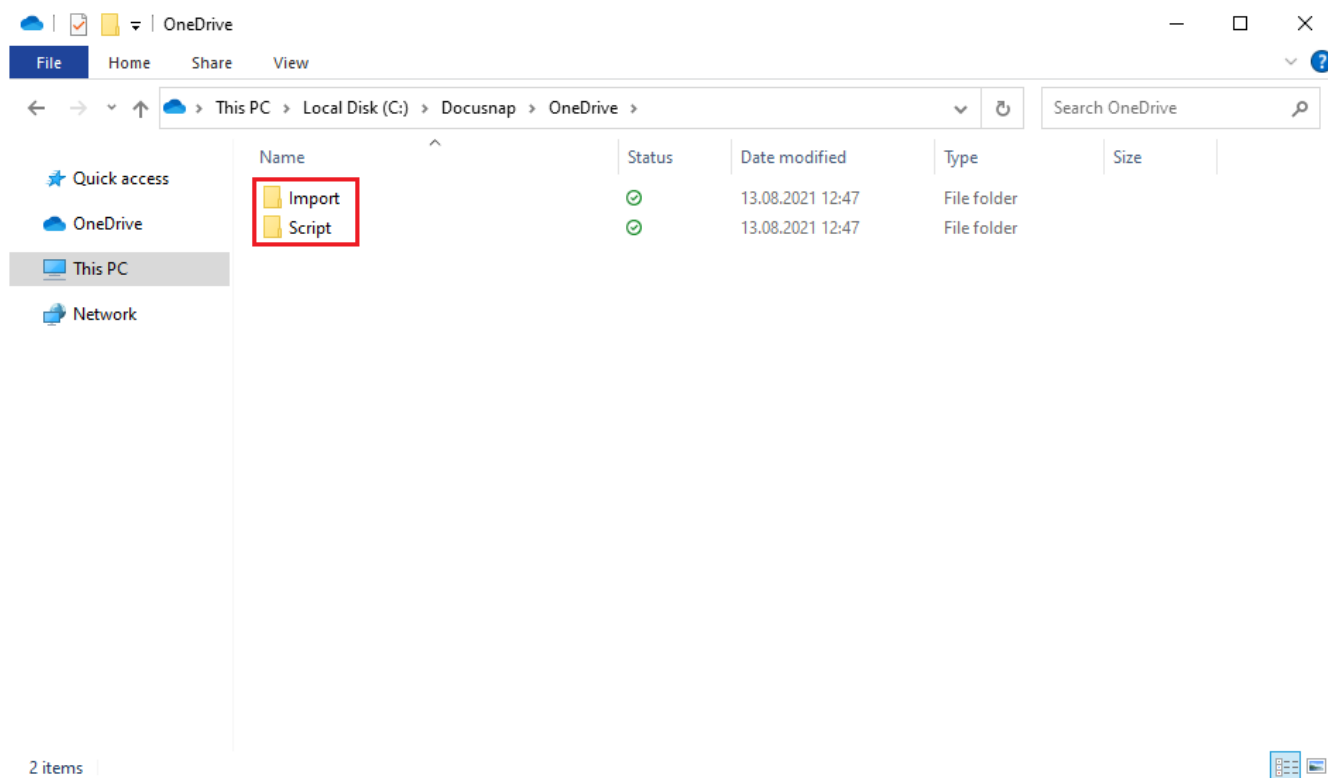 OneDrive
File Home Share View
?
This PC > Local Disk (C:) > Docusnap > OneDrive >
Search OneDrive
Name Status Date modified Type Size
Quick access
OneDrive
This PC
Network
Import 13.08.2021 12:47 File folder
Script 13.08.2021 12:47 File folder
2 items